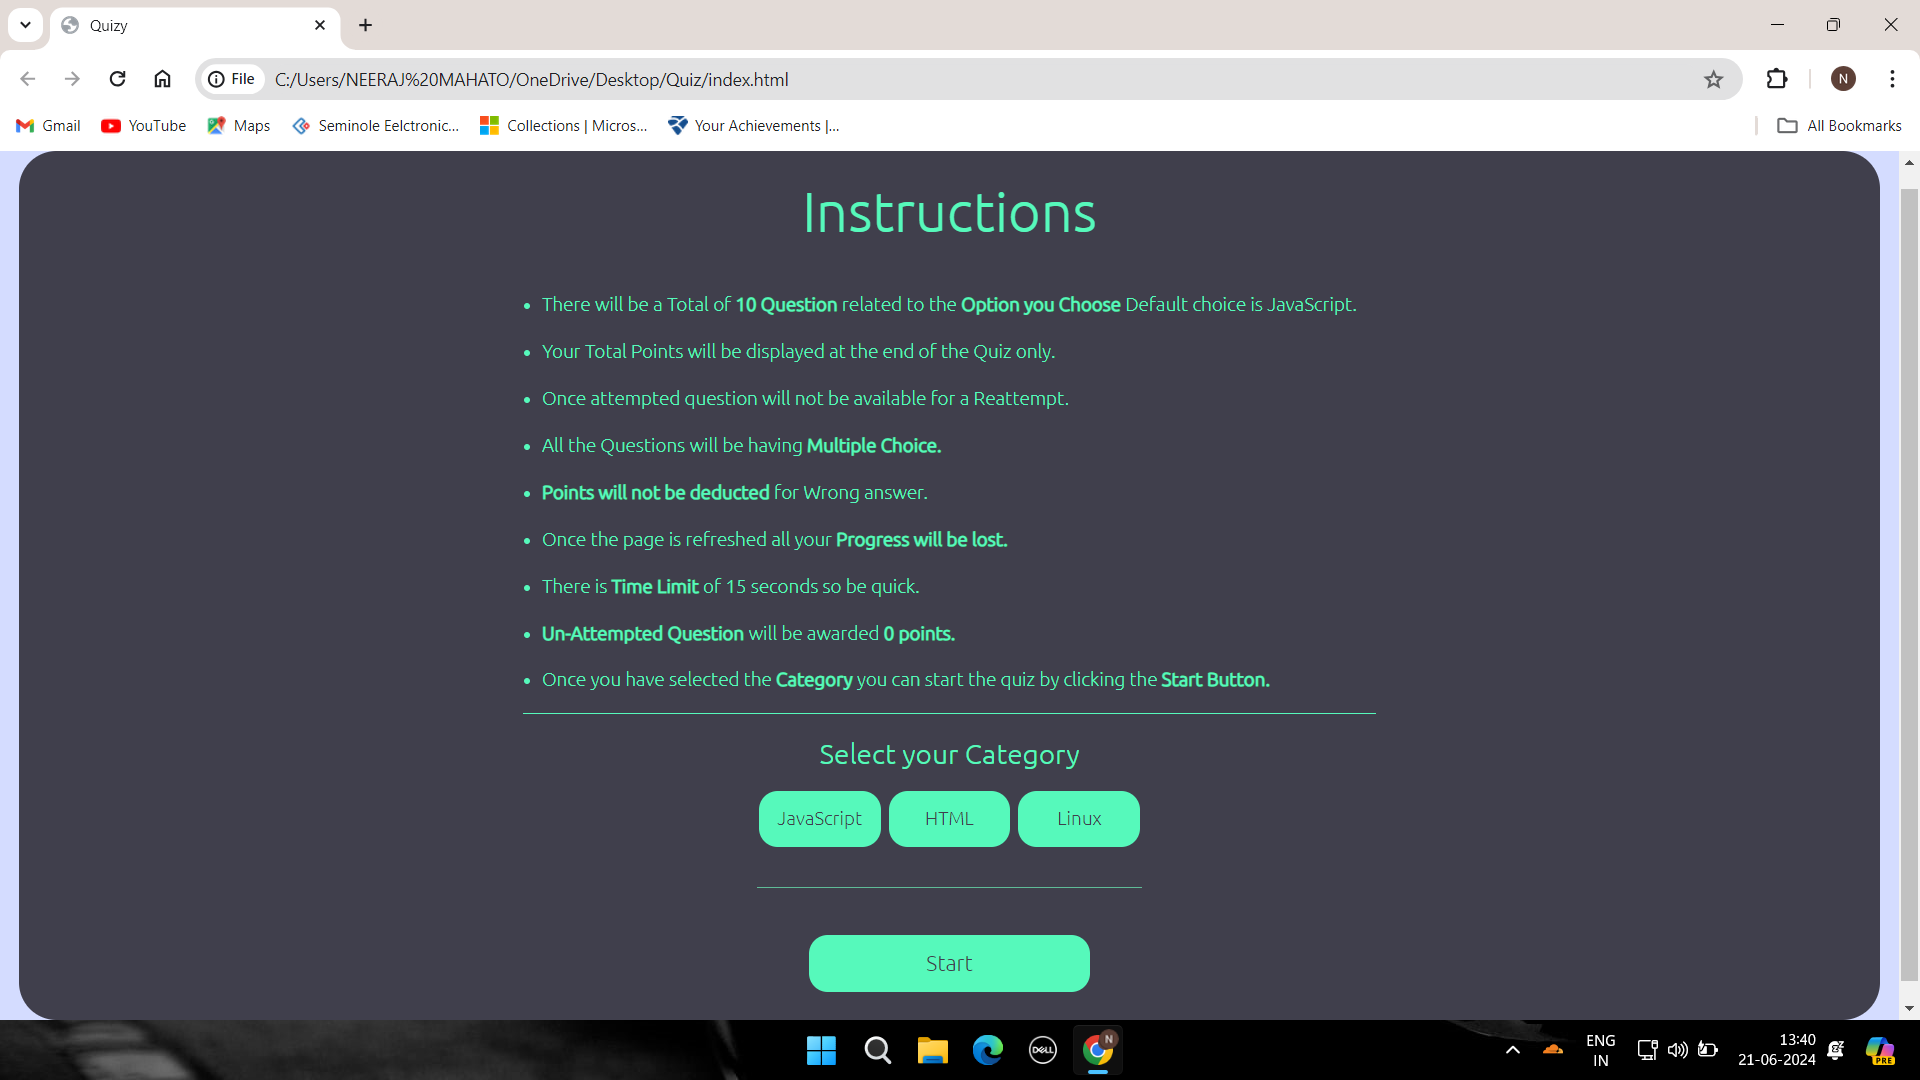 Quizy
File
C:/Users/NEERAJ%20MAHATO/OneDrive/Desktop/Quiz/index.html
N
Gmail
YouTube
Maps
Seminole Eelctronic...
Collections | Micros...
Your Achievements |...
All Bookmarks
Instructions
• There will be a Total of 10 Question related to the Option you Choose Default choice is JavaScript.
• Your Total Points will be displayed at the end of the Quiz only.
• Once attempted question will not be available for a Reattempt.
• All the Questions will be having Multiple Choice.
• Points will not be deducted for Wrong answer.
• Once the page is refreshed all your Progress will be lost.
• There is Time Limit of 15 seconds so be quick.
• Un-Attempted Question will be awarded 0 points.
• Once you have selected the Category you can start the quiz by clicking the Start Button.
Select your Category
JavaScript
HTML
Linux
Start
DELL
N
ENG
IN
13:40
21-06-2024
PRE